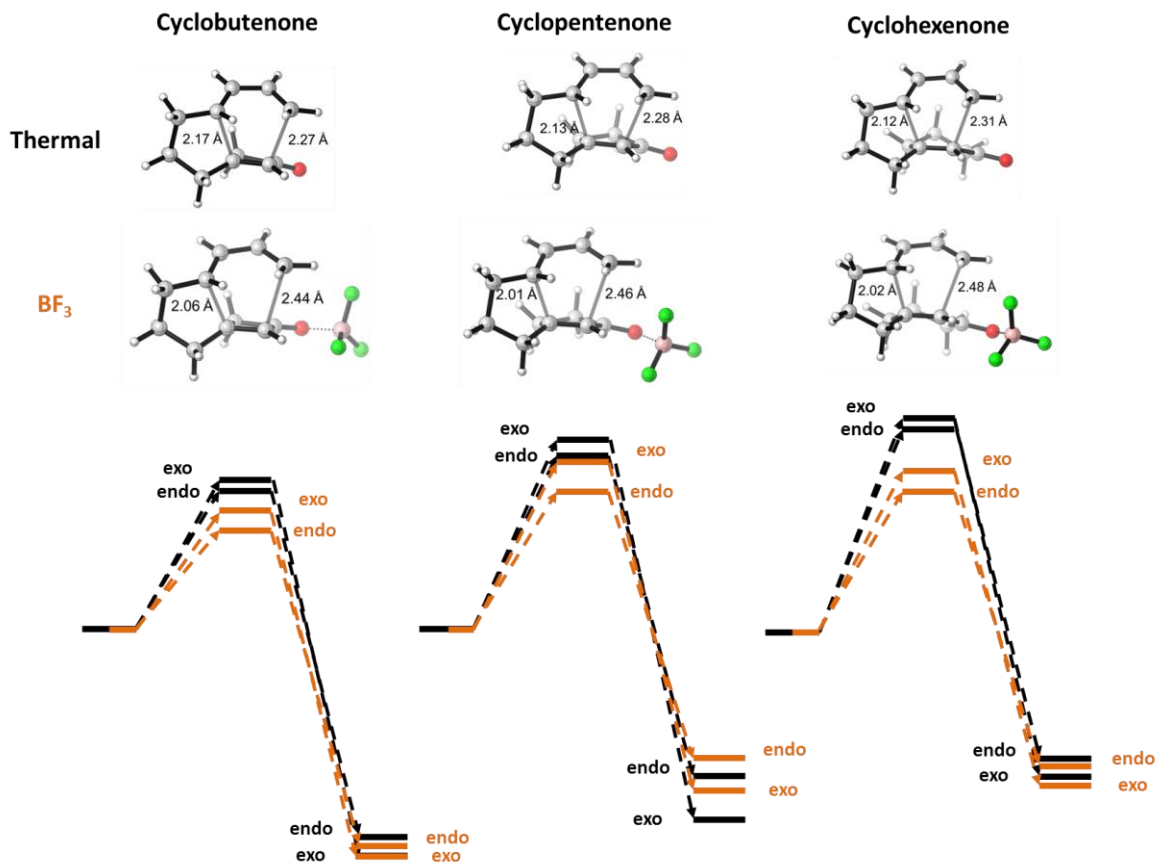 Cyclobutenone Cyclopentenone Cyclohexenone
Thermal
2.17 Å 2.27 Å 2.13 Å 2.28 Å 2.12 Å 2.31 Å
BF₃
2.06 Å 2.44 Å 2.01 Å 2.46 Å 2.02 Å 2.48 Å
exo
endo
exo
endo
exo
endo
exo
endo
exo
endo
exo
endo
endo
exo
endo
exo
endo
exo
endo
exo
endo
exo
endo
exo